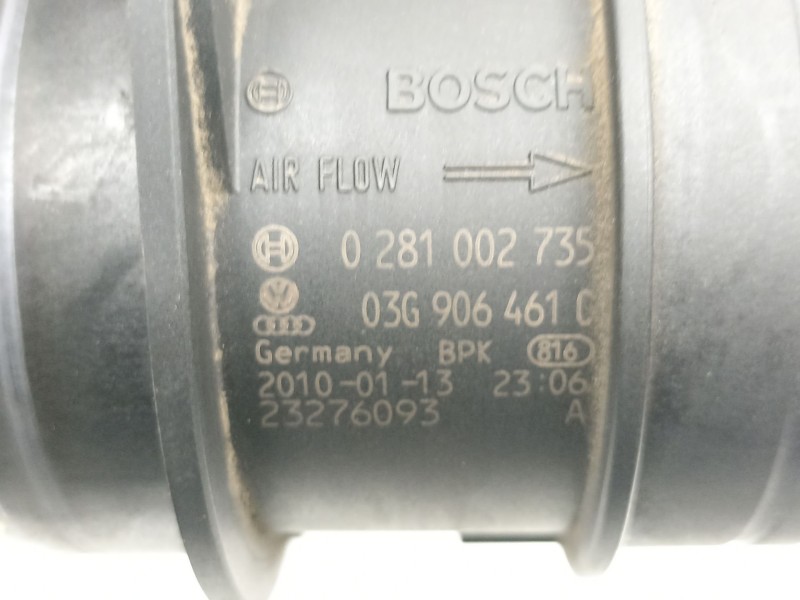 BOSCH
AIR FLOW
0 281 002 735
03G 906 461 C
Germany BPK 816
2010-01-13 23:06
23276093 A